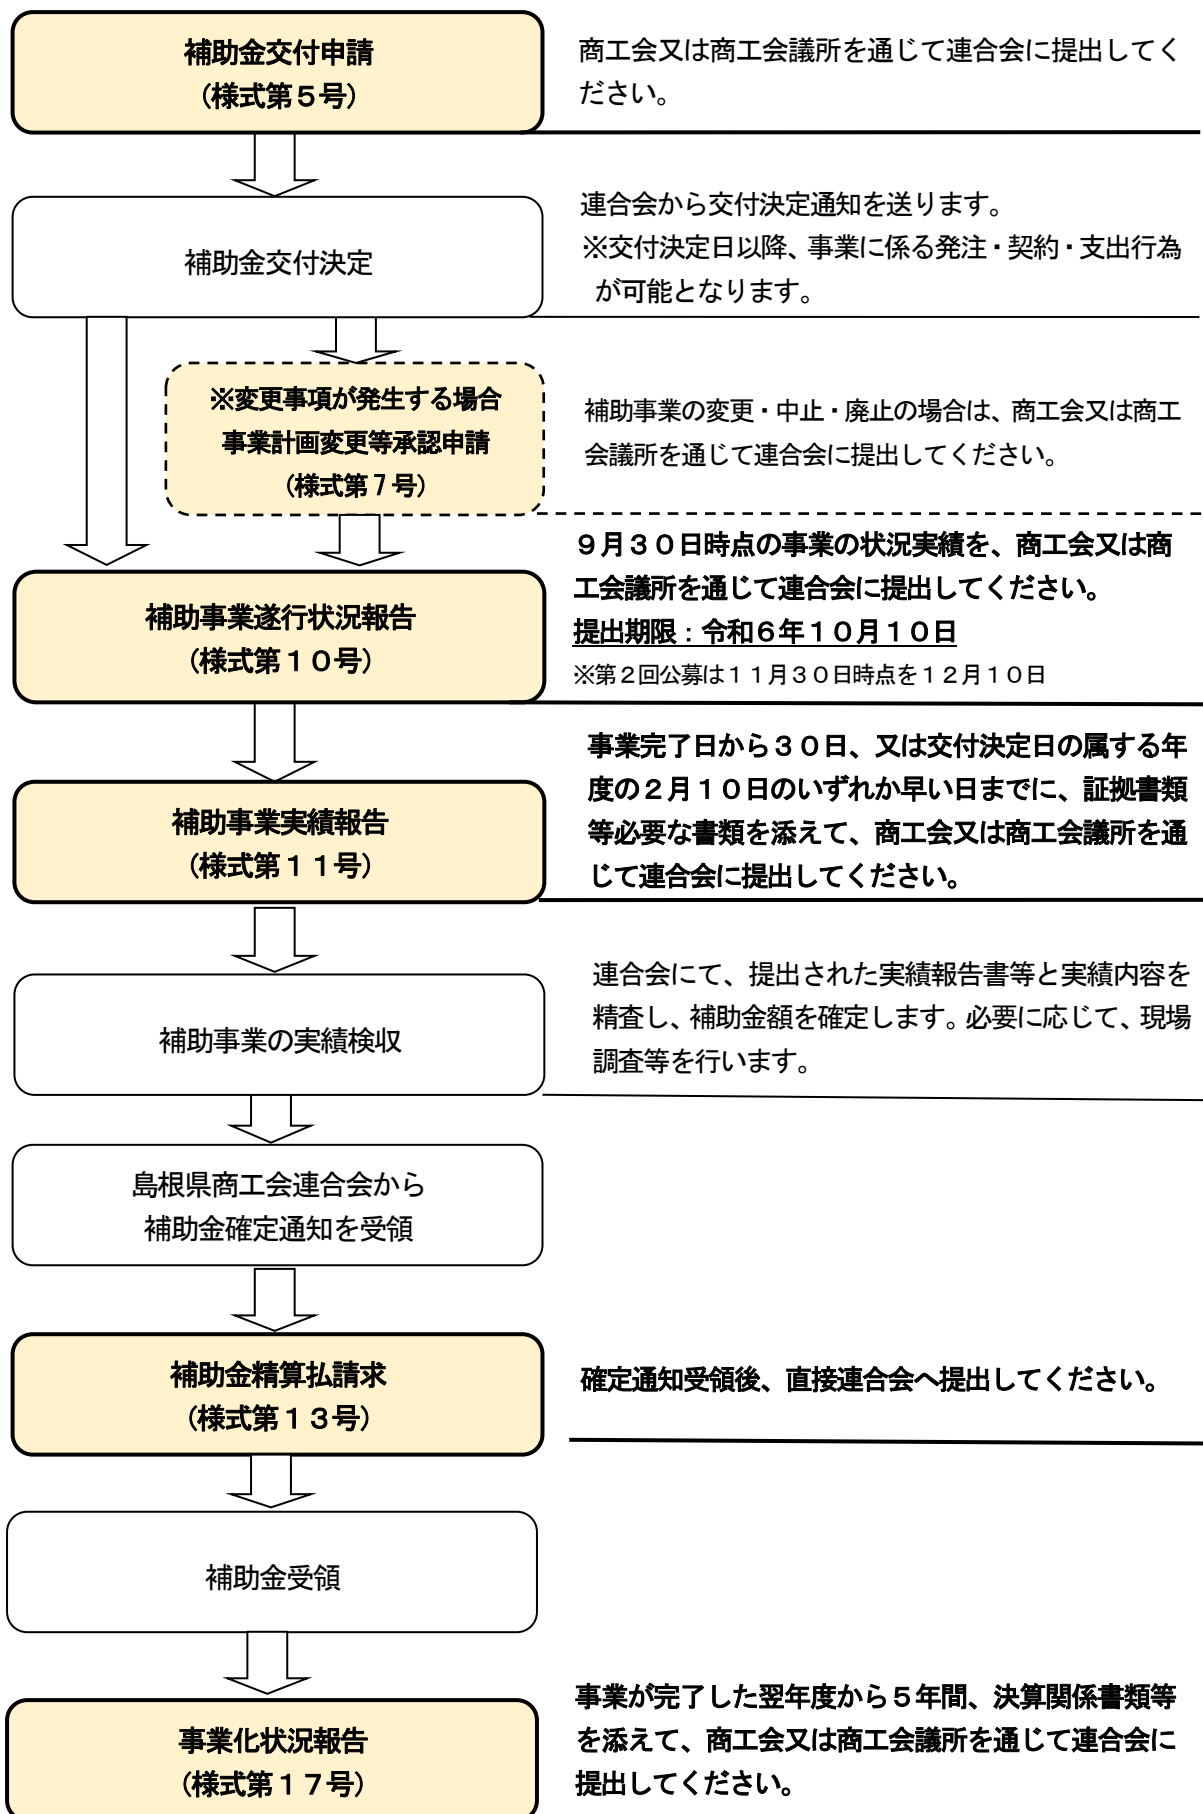 補助金交付申請
（様式第５号）
商工会又は商工会議所を通じて連合会に提出してく
ださい。
補助金交付決定
連合会から交付決定通知を送ります。
※交付決定日以降、事業に係る発注・契約・支出行為
が可能となります。
※変更事項が発生する場合
事業計画変更等承認申請
（様式第７号）
補助事業の変更・中止・廃止の場合は、商工会又は商工
会議所を通じて連合会に提出してください。
補助事業遂行状況報告
（様式第１０号）
９月３０日時点の事業の状況実績を、商工会又は商
工会議所を通じて連合会に提出してください。
提出期限：令和６年１０月１０日
※第２回公募は１１月３０日時点を１２月１０日
補助事業実績報告
（様式第１１号）
事業完了日から３０日、又は交付決定日の属する年
度の２月１０日のいずれか早い日までに、証拠書類
等必要な書類を添えて、商工会又は商工会議所を通
じて連合会に提出してください。
補助事業の実績検収
連合会にて、提出された実績報告書等と実績内容を
精査し、補助金額を確定します。必要に応じて、現場
調査等を行います。
島根県商工会連合会から
補助金確定通知を受領
補助金精算払請求
（様式第１３号）
確定通知受領後、直接連合会へ提出してください。
補助金受領
事業化状況報告
（様式第１７号）
事業が完了した翌年度から５年間、決算関係書類等
を添えて、商工会又は商工会議所を通じて連合会に
提出してください。